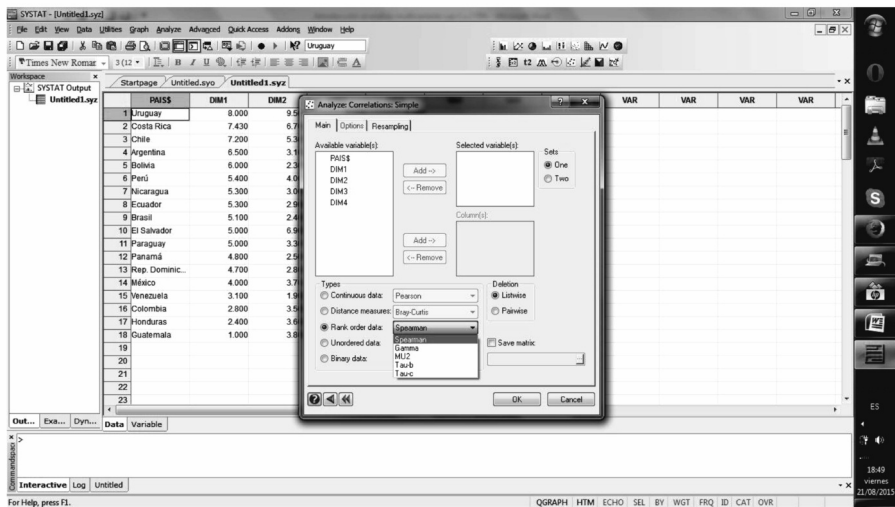 SYSTAT - [Untitled1.syz]
File Edit View Data Utilities Graph Analyze Advanced Quick Access Addons Window Help
Uruguay
Times New Romar
Workspace
Startpage Untitled.syo Untitled1.syz
SYSTAT Output
Untitled1.syz
PAIS$ DIM1 DIM2 VAR VAR VAR VAR
1 Uruguay 8.000
2 Costa Rica 7.430
3 Chile 7.200
4 Argentina 6.500
5 Bolivia 6.000
6 Perú 5.400
7 Nicaragua 5.300
8 Ecuador 5.300
9 Brasil 5.100
10 El Salvador 5.000
11 Paraguay 5.000
12 Panamá 4.800
13 Rep. Dominic... 4.700
14 México 4.000
15 Venezuela 3.100
16 Colombia 2.800
17 Honduras 2.400
18 Guatemala 1.000
19
20
21
22
23
Analyze: Correlations: Simple
Main Options Resampling
Available variable(s):
PAIS$
DIM1
DIM2
DIM3
DIM4
Add -->
<-- Remove
Selected variable(s):
Sets
One
Two
Column(s):
Add -->
<-- Remove
Types
Continuous data: Pearson
Distance measures: Bray-Curtis
Rank order data: Spearman
Unordered data:
Binary data:
Spearman
Gamma
MU2
Tau-b
Tau-c
Deletion
Listwise
Pairwise
Save matrix:
OK Cancel
Out... Exa... Dyn...
Data Variable
>
Commandspace
Interactive Log Untitled
For Help, press F1.
QGRAPH HTM ECHO SEL BY WGT FRQ ID CAT OVR
ES
18:49
viernes
21/08/2015